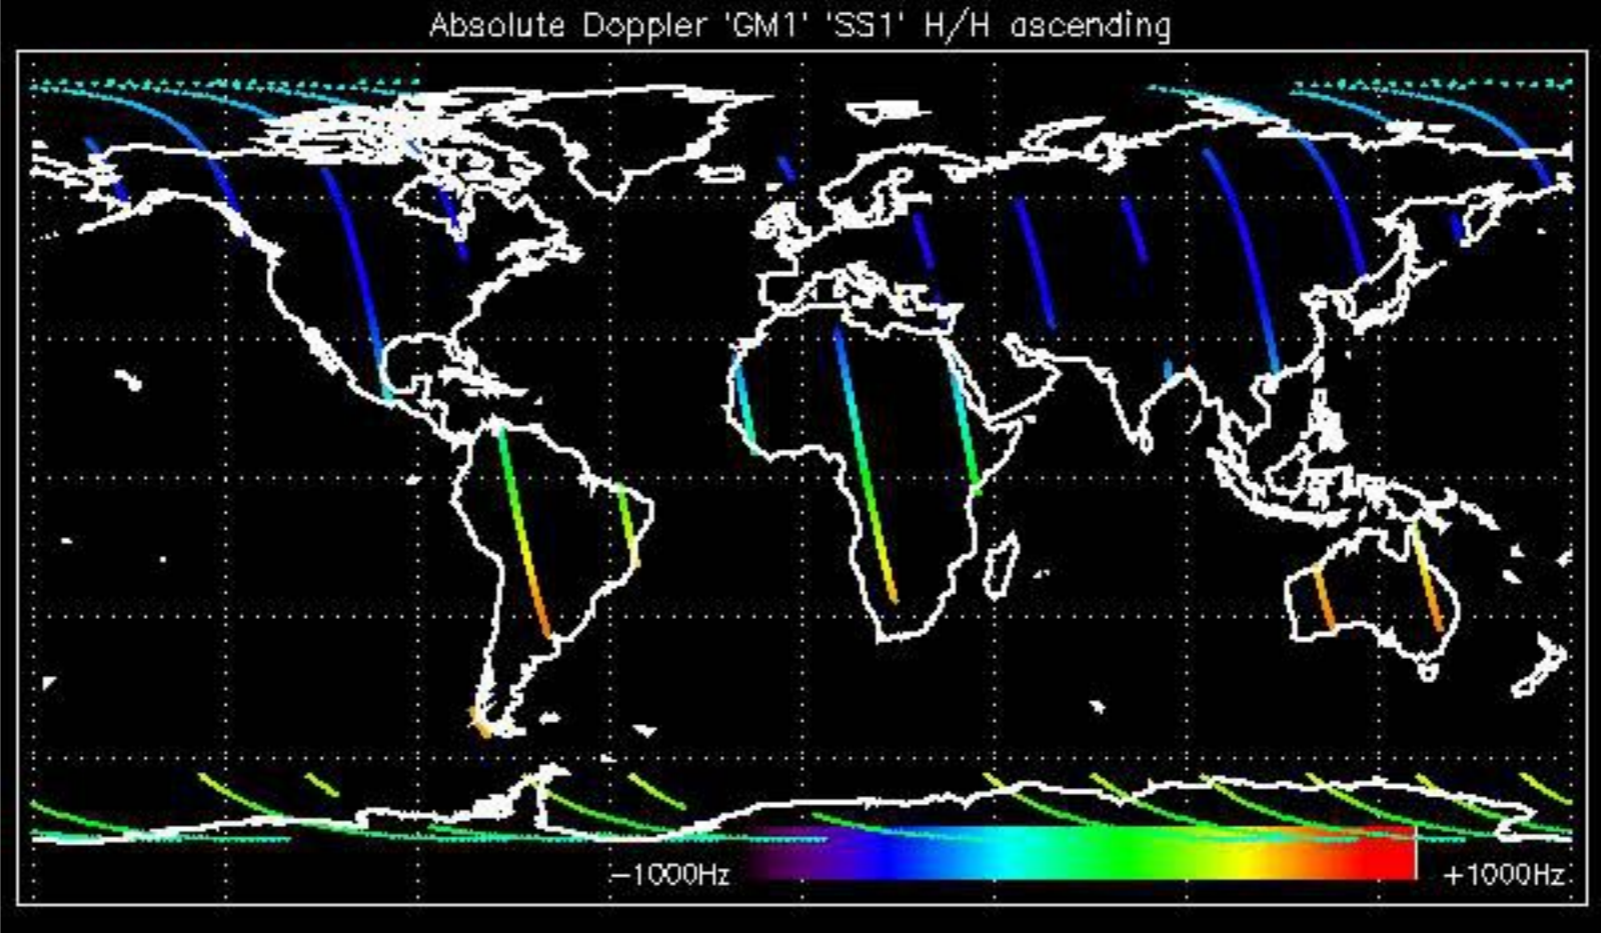 Absolute Doppler 'GM1' 'SS1' H/H ascending
−1000Hz +1000Hz